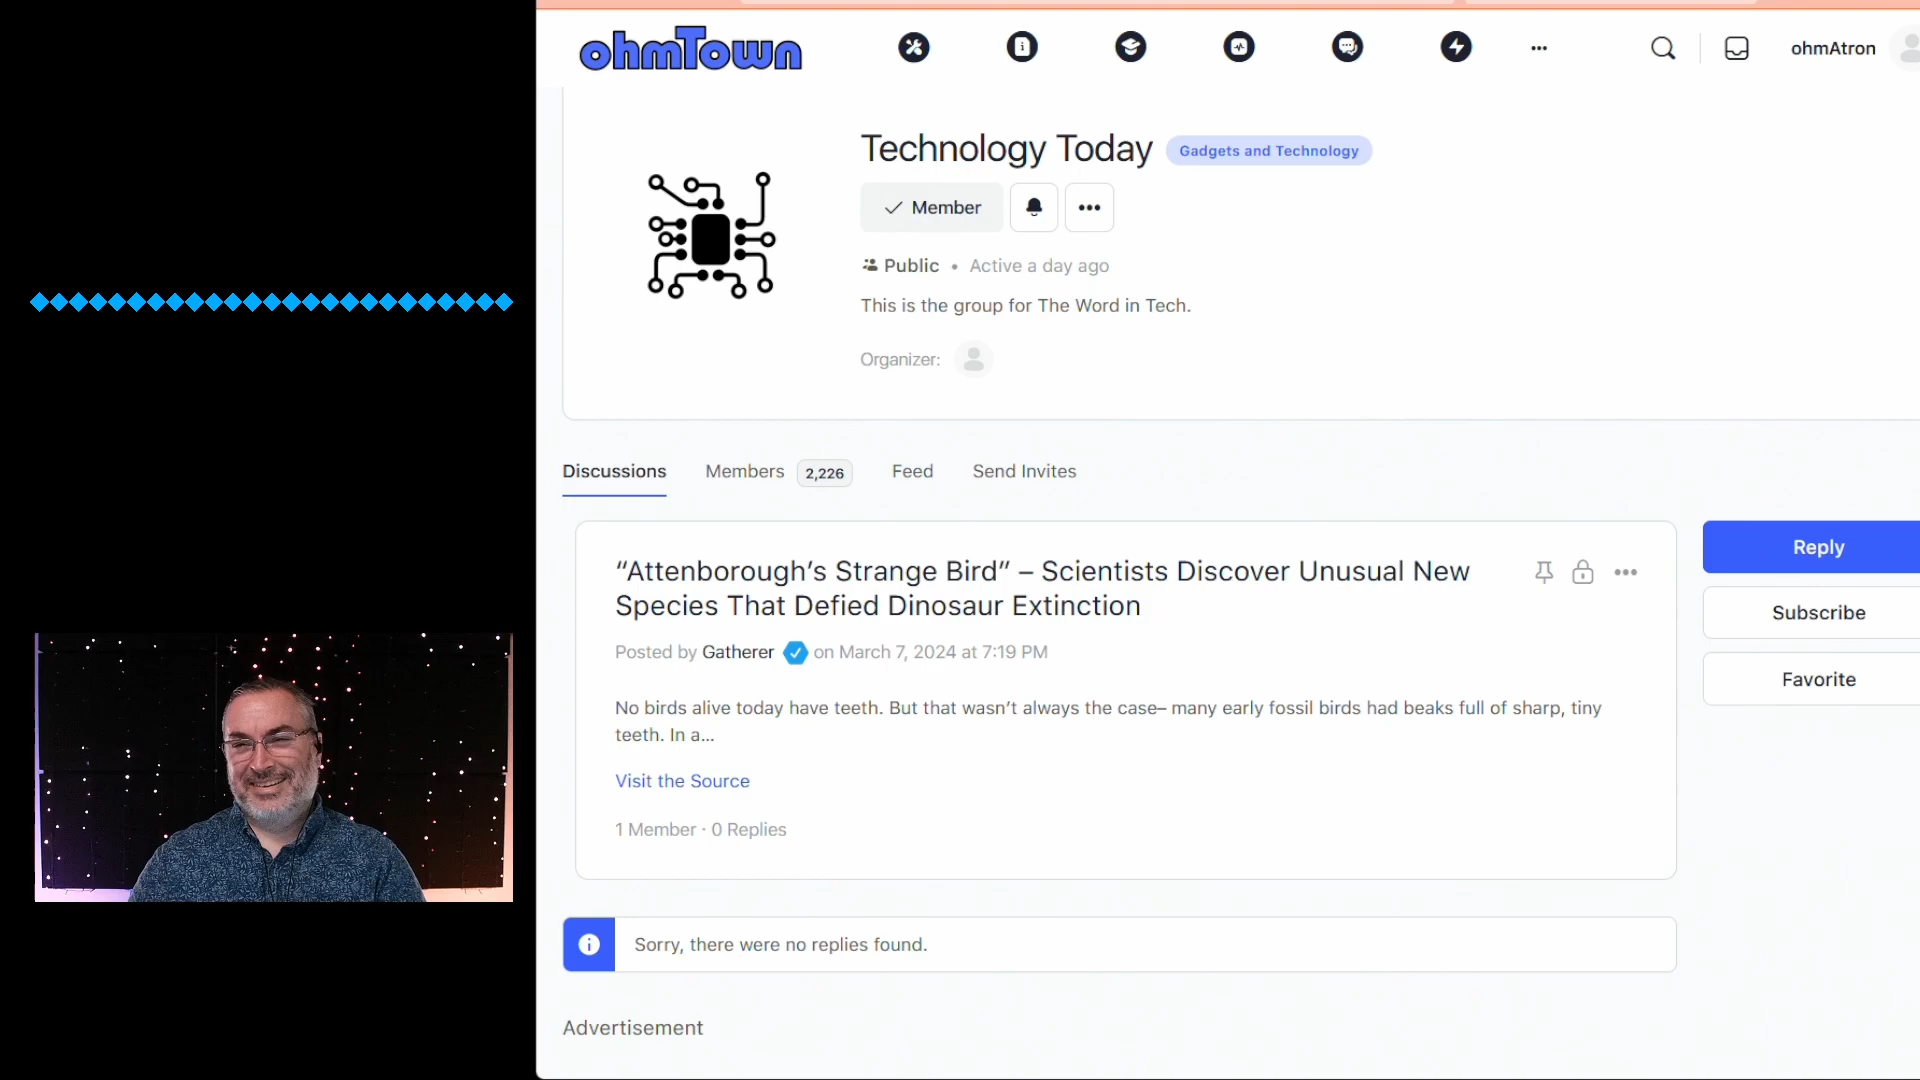 ohmTown
ohmAtron
Technology Today
Gadgets and Technology
Member
Public • Active a day ago
This is the group for The Word in Tech.
Organizer:
Discussions Members 2,226 Feed Send Invites
“Attenborough’s Strange Bird” – Scientists Discover Unusual New
Species That Defied Dinosaur Extinction
Posted by Gatherer on March 7, 2024 at 7:19 PM
No birds alive today have teeth. But that wasn’t always the case– many early fossil birds had beaks full of sharp, tiny
teeth. In a...
Visit the Source
1 Member · 0 Replies
Reply
Subscribe
Favorite
Sorry, there were no replies found.
Advertisement